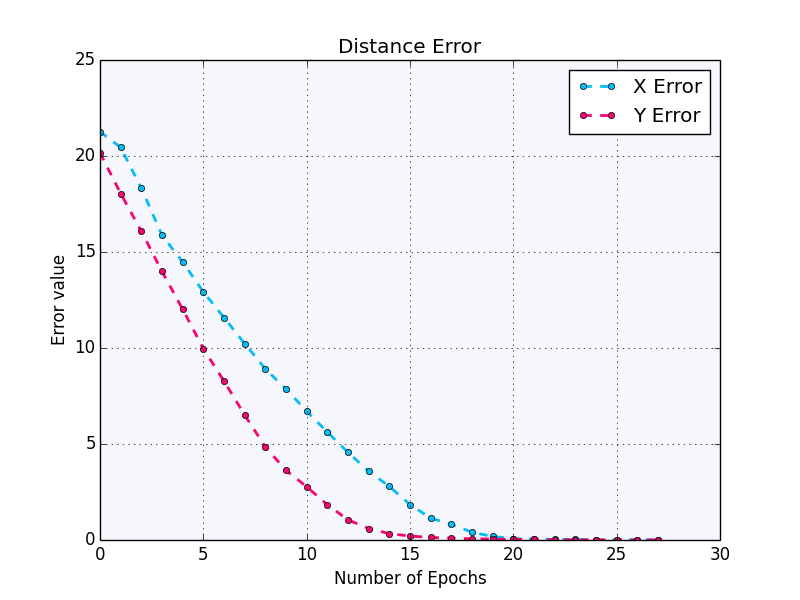 Distance Error
X Error
Y Error
25
20
15
10
5
0
Error value
0 5 10 15 20 25 30
Number of Epochs